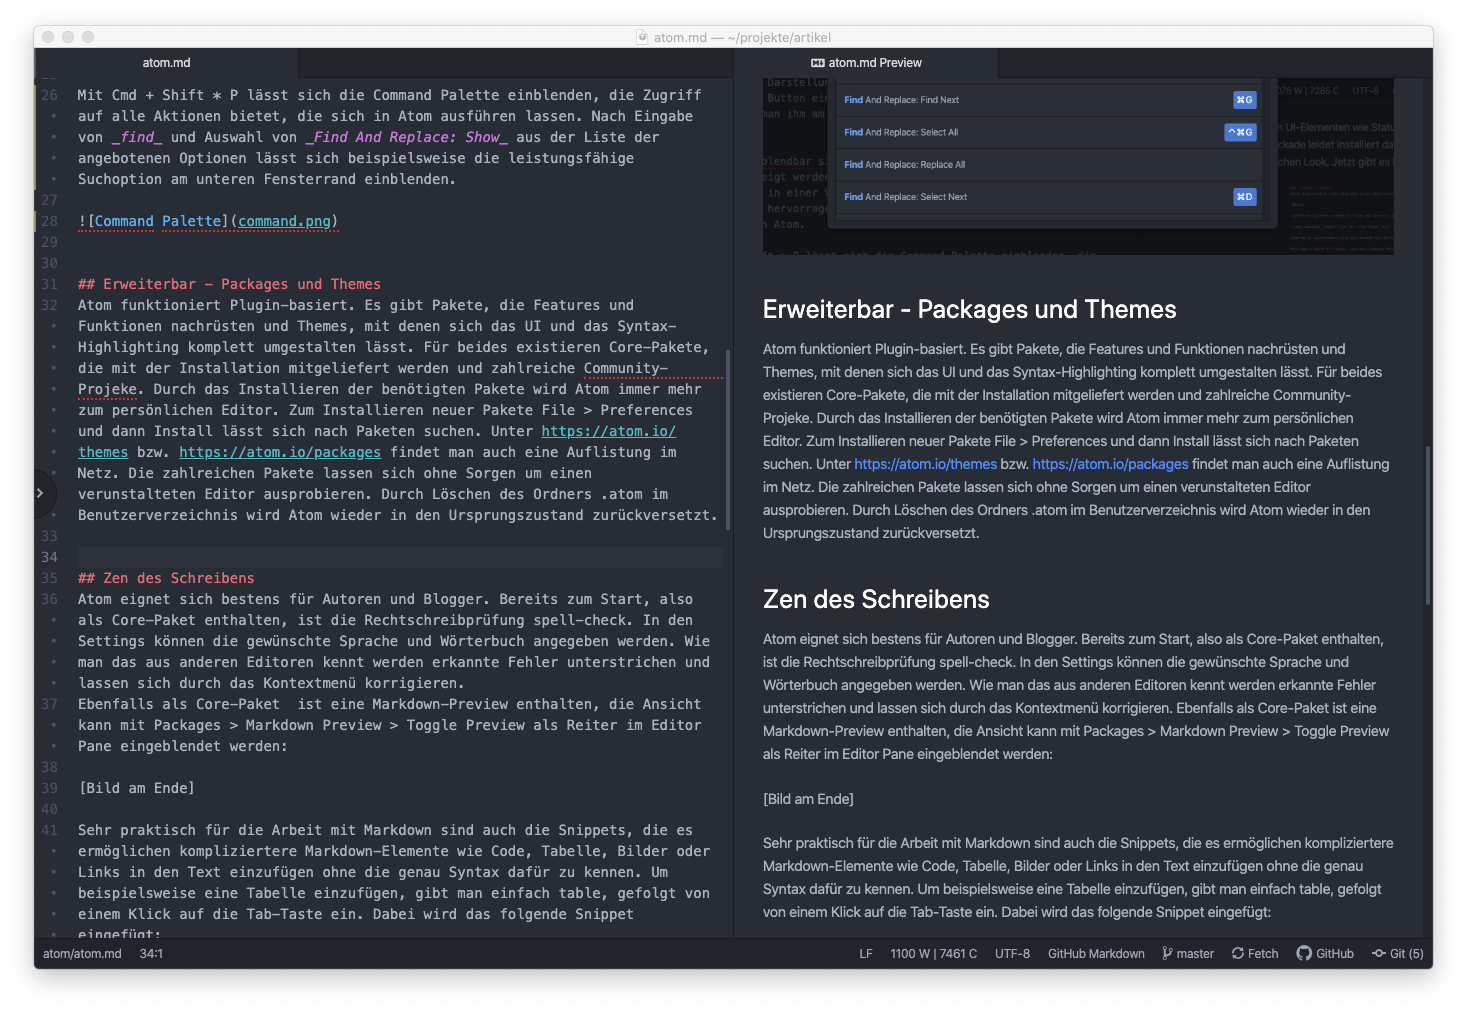 atom.md — ~/projekte/artikel
atom.md
26 Mit Cmd + Shift * P lässt sich die Command Palette einblenden, die Zugriff
auf alle Aktionen bietet, die sich in Atom ausführen lassen. Nach Eingabe
von _find_ und Auswahl von _Find And Replace: Show_ aus der Liste der
angebotenen Optionen lässt sich beispielsweise die leistungsfähige
Suchoption am unteren Fensterrand einblenden.
27
28 ![Command Palette](command.png)
29
30
31 ## Erweiterbar - Packages und Themes
32 Atom funktioniert Plugin-basiert. Es gibt Pakete, die Features und
Funktionen nachrüsten und Themes, mit denen sich das UI und das Syntax-
Highlighting komplett umgestalten lässt. Für beides existieren Core-Pakete,
die mit der Installation mitgeliefert werden und zahlreiche Community-
Projeke. Durch das Installieren der benötigten Pakete wird Atom immer mehr
zum persönlichen Editor. Zum Installieren neuer Pakete File > Preferences
und dann Install lässt sich nach Paketen suchen. Unter https://atom.io/
themes bzw. https://atom.io/packages findet man auch eine Auflistung im
Netz. Die zahlreichen Pakete lassen sich ohne Sorgen um einen
verunstalteten Editor ausprobieren. Durch Löschen des Ordners .atom im
Benutzerverzeichnis wird Atom wieder in den Ursprungszustand zurückversetzt.
33
34
35 ## Zen des Schreibens
36 Atom eignet sich bestens für Autoren und Blogger. Bereits zum Start, also
als Core-Paket enthalten, ist die Rechtschreibprüfung spell-check. In den
Settings können die gewünschte Sprache und Wörterbuch angegeben werden. Wie
man das aus anderen Editoren kennt werden erkannte Fehler unterstrichen und
lassen sich durch das Kontextmenü korrigieren.
37 Ebenfalls als Core-Paket  ist eine Markdown-Preview enthalten, die Ansicht
kann mit Packages > Markdown Preview > Toggle Preview als Reiter im Editor
Pane eingeblendet werden:
38
39 [Bild am Ende]
40
41 Sehr praktisch für die Arbeit mit Markdown sind auch die Snippets, die es
ermöglichen kompliziertere Markdown-Elemente wie Code, Tabelle, Bilder oder
Links in den Text einzufügen ohne die genau Syntax dafür zu kennen. Um
beispielsweise eine Tabelle einzufügen, gibt man einfach table, gefolgt von
einem Klick auf die Tab-Taste ein. Dabei wird das folgende Snippet
eingefügt:
atom.md Preview
Darstellu
Button ein
man ihm am
blendbar s
eigt werde
in einer
hervorrage
n Atom.
Find And Replace: Find Next ⌘G
Find And Replace: Select All ^⌘G
Find And Replace: Replace All
Find And Replace: Select Next ⌘D
075 W | 7285 C UTF-8
n UI-Elementen wie Statu
ckade leidet installiert da
chen Look. Jetzt gibt es
Erweiterbar - Packages und Themes
Atom funktioniert Plugin-basiert. Es gibt Pakete, die Features und Funktionen nachrüsten und
Themes, mit denen sich das UI und das Syntax-Highlighting komplett umgestalten lässt. Für beides
existieren Core-Pakete, die mit der Installation mitgeliefert werden und zahlreiche Community-
Projeke. Durch das Installieren der benötigten Pakete wird Atom immer mehr zum persönlichen
Editor. Zum Installieren neuer Pakete File > Preferences und dann Install lässt sich nach Paketen
suchen. Unter https://atom.io/themes bzw. https://atom.io/packages findet man auch eine Auflistung
im Netz. Die zahlreichen Pakete lassen sich ohne Sorgen um einen verunstalteten Editor
ausprobieren. Durch Löschen des Ordners .atom im Benutzerverzeichnis wird Atom wieder in den
Ursprungszustand zurückversetzt.
Zen des Schreibens
Atom eignet sich bestens für Autoren und Blogger. Bereits zum Start, also als Core-Paket enthalten,
ist die Rechtschreibprüfung spell-check. In den Settings können die gewünschte Sprache und
Wörterbuch angegeben werden. Wie man das aus anderen Editoren kennt werden erkannte Fehler
unterstrichen und lassen sich durch das Kontextmenü korrigieren. Ebenfalls als Core-Paket ist eine
Markdown-Preview enthalten, die Ansicht kann mit Packages > Markdown Preview > Toggle Preview
als Reiter im Editor Pane eingeblendet werden:
[Bild am Ende]
Sehr praktisch für die Arbeit mit Markdown sind auch die Snippets, die es ermöglichen kompliziertere
Markdown-Elemente wie Code, Tabelle, Bilder oder Links in den Text einzufügen ohne die genau
Syntax dafür zu kennen. Um beispielsweise eine Tabelle einzufügen, gibt man einfach table, gefolgt
von einem Klick auf die Tab-Taste ein. Dabei wird das folgende Snippet eingefügt:
atom/atom.md 34:1 LF 1100 W | 7461 C UTF-8 GitHub Markdown master Fetch GitHub Git (5)